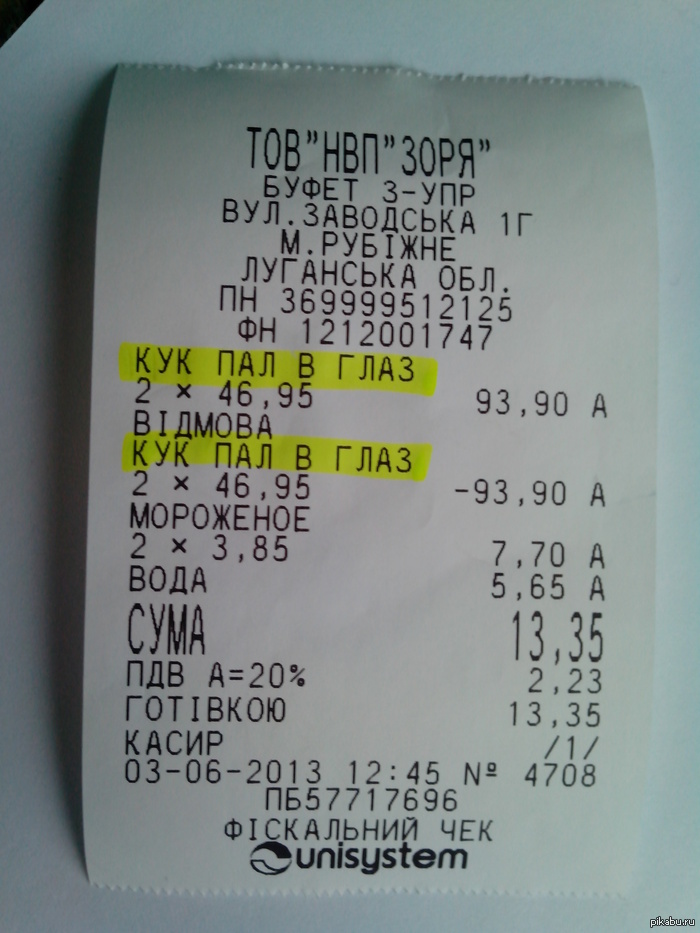 ТОВ"НВП"ЗОРЯ"
БУФЕТ З-УПР
ВУЛ.ЗАВОДСЬКА 1Г
М.РУБІЖНЕ
ЛУГАНСЬКА ОБЛ.
ПН 369999512125
ФН 1212001747
КУК ПАЛ В ГЛАЗ
2 × 46,95 93,90 А
ВІДМОВА
КУК ПАЛ В ГЛАЗ
2 × 46,95 -93,90 А
МОРОЖЕНОЕ
2 × 3,85 7,70 А
ВОДА 5,65 А
СУМА 13,35
ПДВ А=20% 2,23
ГОТІВКОЮ 13,35
КАСИР /1/
03-06-2013 12:45 № 4708
ПБ57717696
ФІСКАЛЬНИЙ ЧЕК
unisystem
pikabu.ru